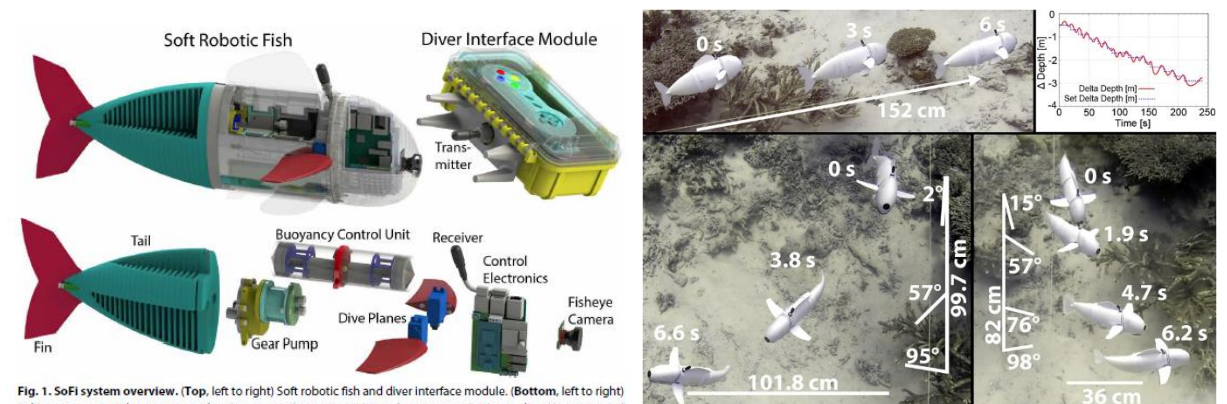 Soft Robotic Fish
Diver Interface Module
Trans-
mitter
Tail
Buoyancy Control Unit
Receiver
Control
Electronics
Fisheye
Camera
Dive Planes
Gear Pump
Fin
Fig. 1. SoFi system overview. (Top, left to right) Soft robotic fish and diver interface module. (Bottom, left to right)
0 s
3 s
6 s
152 cm
Δ Depth [m]
0
-1
-2
-3
-4
Delta Depth [m]
Set Delta Depth [m]
0 50 100 150 200 250
Time [s]
0 s
2°
3.8 s
57°
99.7 cm
6.6 s
95°
101.8 cm
0 s
15°
1.9 s
57°
82 cm
4.7 s
76°
6.2 s
98°
36 cm